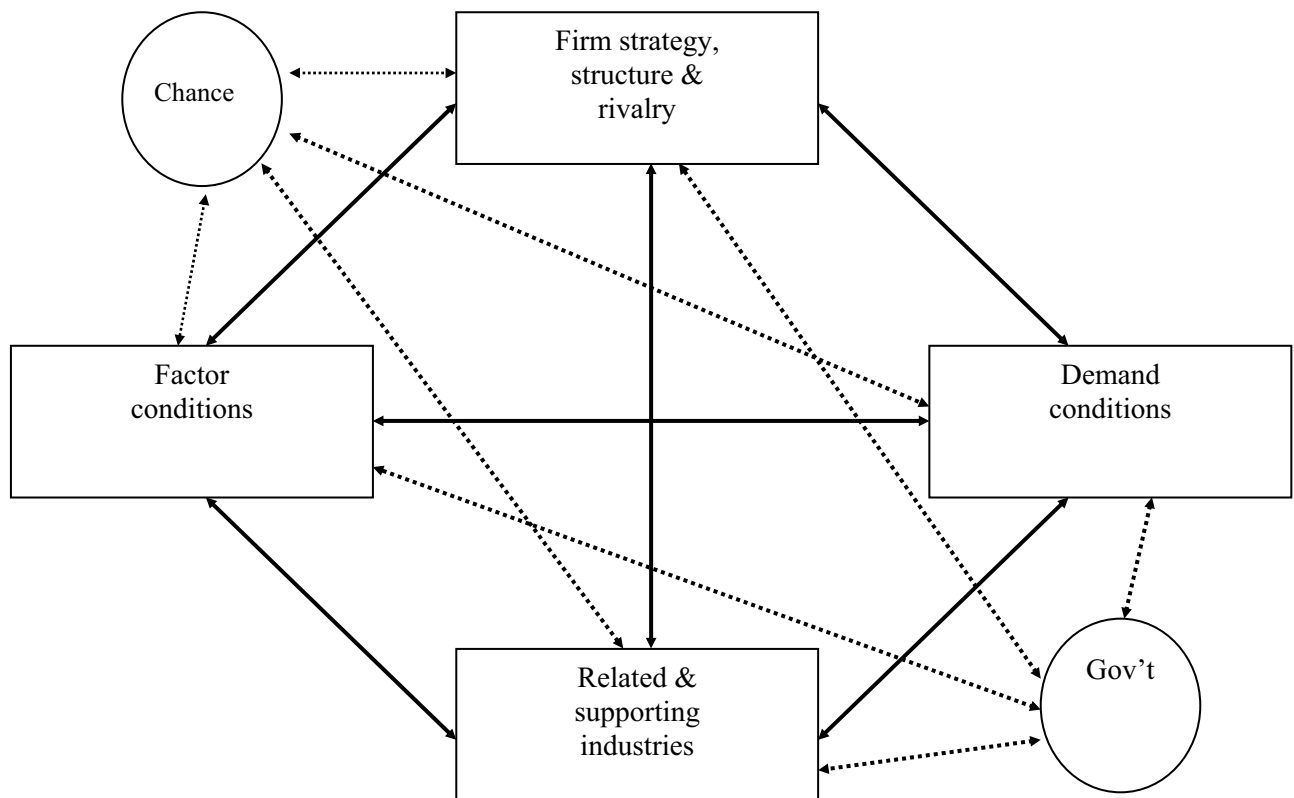 Firm strategy,
structure &
rivalry
Chance
Factor
conditions
Demand
conditions
Related &
supporting
industries
Gov’t